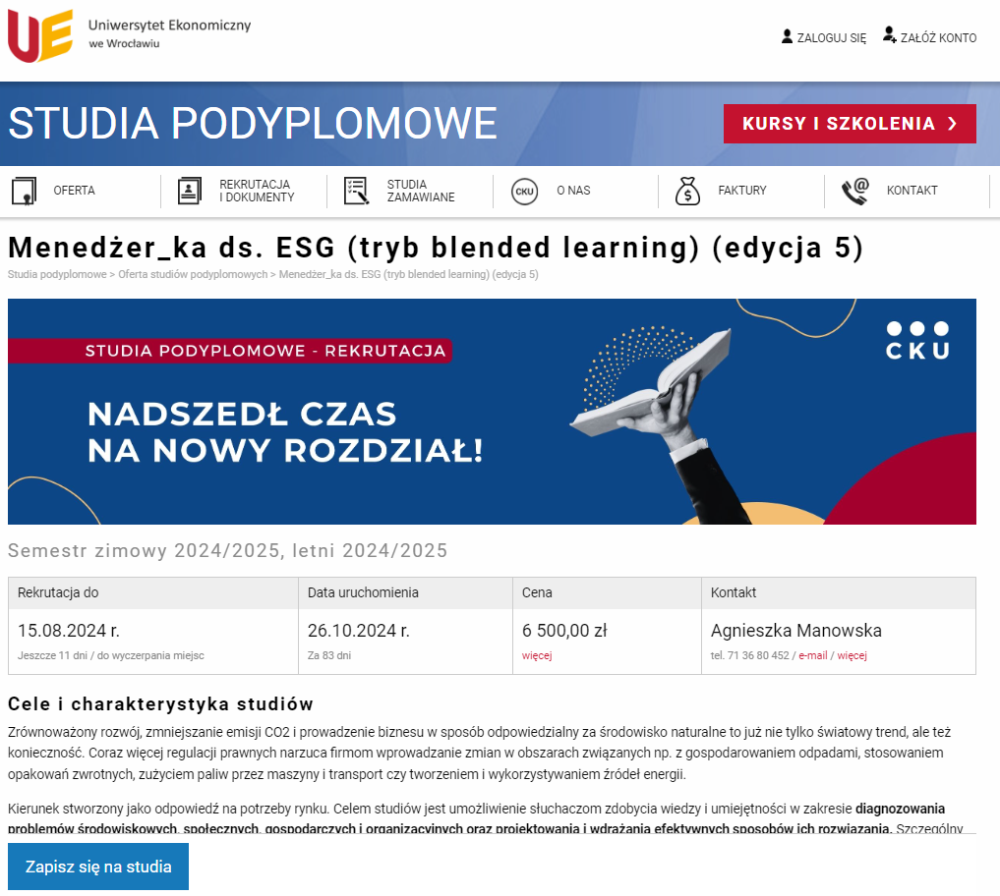 UE Uniwersytet Ekonomiczny
we Wrocławiu
ZALOGUJ SIĘ ZAŁÓŻ KONTO
STUDIA PODYPLOMOWE
KURSY I SZKOLENIA
OFERTA
REKRUTACJA
I DOKUMENTY
STUDIA
ZAMAWIANE
CKU
O NAS
$
FAKTURY
@
KONTAKT
Menedżer_ka ds. ESG (tryb blended learning) (edycja 5)
Studia podyplomowe > Oferta studiów podyplomowych > Menedżer_ka ds. ESG (tryb blended learning) (edycja 5)
STUDIA PODYPLOMOWE - REKRUTACJA
CKU
NADSZEDŁ CZAS
NA NOWY ROZDZIAŁ!
Semestr zimowy 2024/2025, letni 2024/2025
Rekrutacja do Data uruchomienia Cena Kontakt
15.08.2024 r. 26.10.2024 r. 6 500,00 zł Agnieszka Manowska
Jeszcze 11 dni / do wyczerpania miejsc Za 83 dni więcej tel. 71 36 80 452 / e-mail / więcej
Cele i charakterystyka studiów
Zrównoważony rozwój, zmniejszanie emisji CO2 i prowadzenie biznesu w sposób odpowiedzialny za środowisko naturalne to już nie tylko światowy trend, ale też
konieczność. Coraz więcej regulacji prawnych narzuca firmom wprowadzanie zmian w obszarach związanych np. z gospodarowaniem odpadami, stosowaniem
opakowań zwrotnych, zużyciem paliw przez maszyny i transport czy tworzeniem i wykorzystywaniem źródeł energii.
Kierunek stworzony jako odpowiedź na potrzeby rynku. Celem studiów jest umożliwienie słuchaczom zdobycia wiedzy i umiejętności w zakresie diagnozowania
problemów środowiskowych, społecznych, gospodarczych i organizacyjnych oraz projektowania i wdrażania efektywnych sposobów ich rozwiązania. Szczególny
Zapisz się na studia